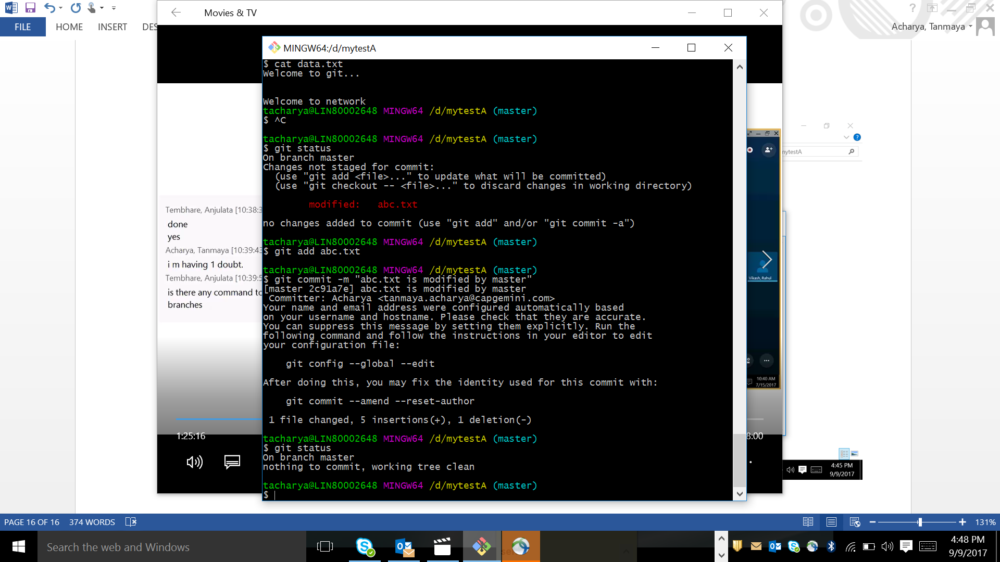 FILE
HOME
INSERT
DES
Movies & TV
Acharya, Tanmaya
MINGW64:/d/mytestA
$ cat data.txt
Welcome to git...
Welcome to network
tacharya@LIN80002648 MINGW64 /d/mytestA (master)
$ ^C
tacharya@LIN80002648 MINGW64 /d/mytestA (master)
$ git status
On branch master
Changes not staged for commit:
(use "git add <file>..." to update what will be committed)
(use "git checkout -- <file>..." to discard changes in working directory)
modified: abc.txt
no changes added to commit (use "git add" and/or "git commit -a")
tacharya@LIN80002648 MINGW64 /d/mytestA (master)
$ git add abc.txt
tacharya@LIN80002648 MINGW64 /d/mytestA (master)
$ git commit -m "abc.txt is modified by master"
[master 2c91a7e] abc.txt is modified by master
Committer: Acharya <tanmaya.acharya@capgemini.com>
Your name and email address were configured automatically based
on your username and hostname. Please check that they are accurate.
You can suppress this message by setting them explicitly. Run the
following command and follow the instructions in your editor to edit
your configuration file:
git config --global --edit
After doing this, you may fix the identity used for this commit with:
git commit --amend --reset-author
1 file changed, 5 insertions(+), 1 deletion(-)
tacharya@LIN80002648 MINGW64 /d/mytestA (master)
$ git status
On branch master
nothing to commit, working tree clean
tacharya@LIN80002648 MINGW64 /d/mytestA (master)
$
Tembhare, Anjulata [10:38:3
done
yes
Acharya, Tanmaya [10:39:43
i m having 1 doubt.
Tembhare, Anjulata [10:39:5
is there any command to
branches
1:25:16
8:00
mytestA
Vikash, Rahul
10:40 AM
7/15/2017
4:45 PM
9/9/2017
PAGE 16 OF 16
374 WORDS
131%
Search the web and Windows
4:48 PM
9/9/2017